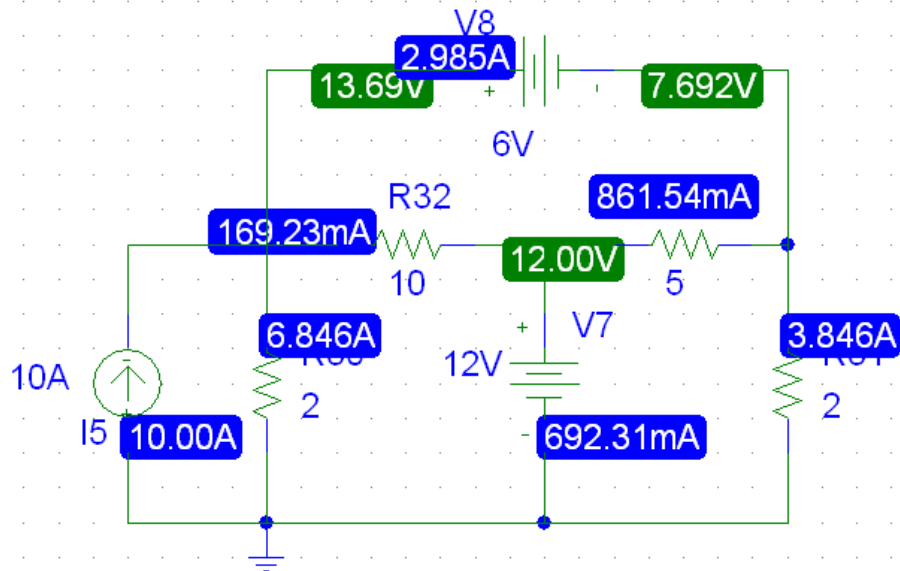 V8
2.985A
13.69V
+
-
7.692V
6V
R32
861.54mA
169.23mA
12.00V
10
5
6.846A
+
V7
3.846A
10A
-
12V
2
2
+
I5
10.00A
-
692.31mA